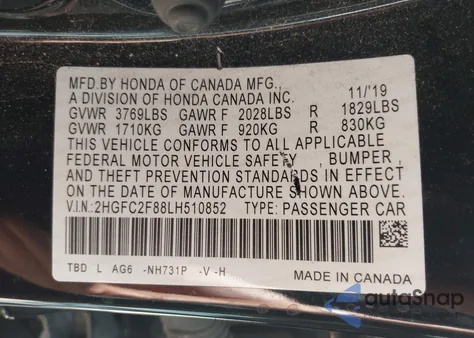 MFD.BY HONDA OF CANADA MFG., 11/'19
A DIVISION OF HONDA CANADA INC.
GVWR 3769LBS GAWR F 2028LBS R 1829LBS
GVWR 1710KG GAWR F 920KG R 830KG
THIS VEHICLE CONFORMS TO ALL APPLICABLE
FEDERAL MOTOR VEHICLE SAFETY , BUMPER ,
AND THEFT PREVENTION STANDARDS IN EFFECT
ON THE DATE OF MANUFACTURE SHOWN ABOVE.
V.I.N:2HGFC2F88LH510852 TYPE: PASSENGER CAR
TBD L AG6 -NH731P -V -H
MADE IN CANADA
autoSnap